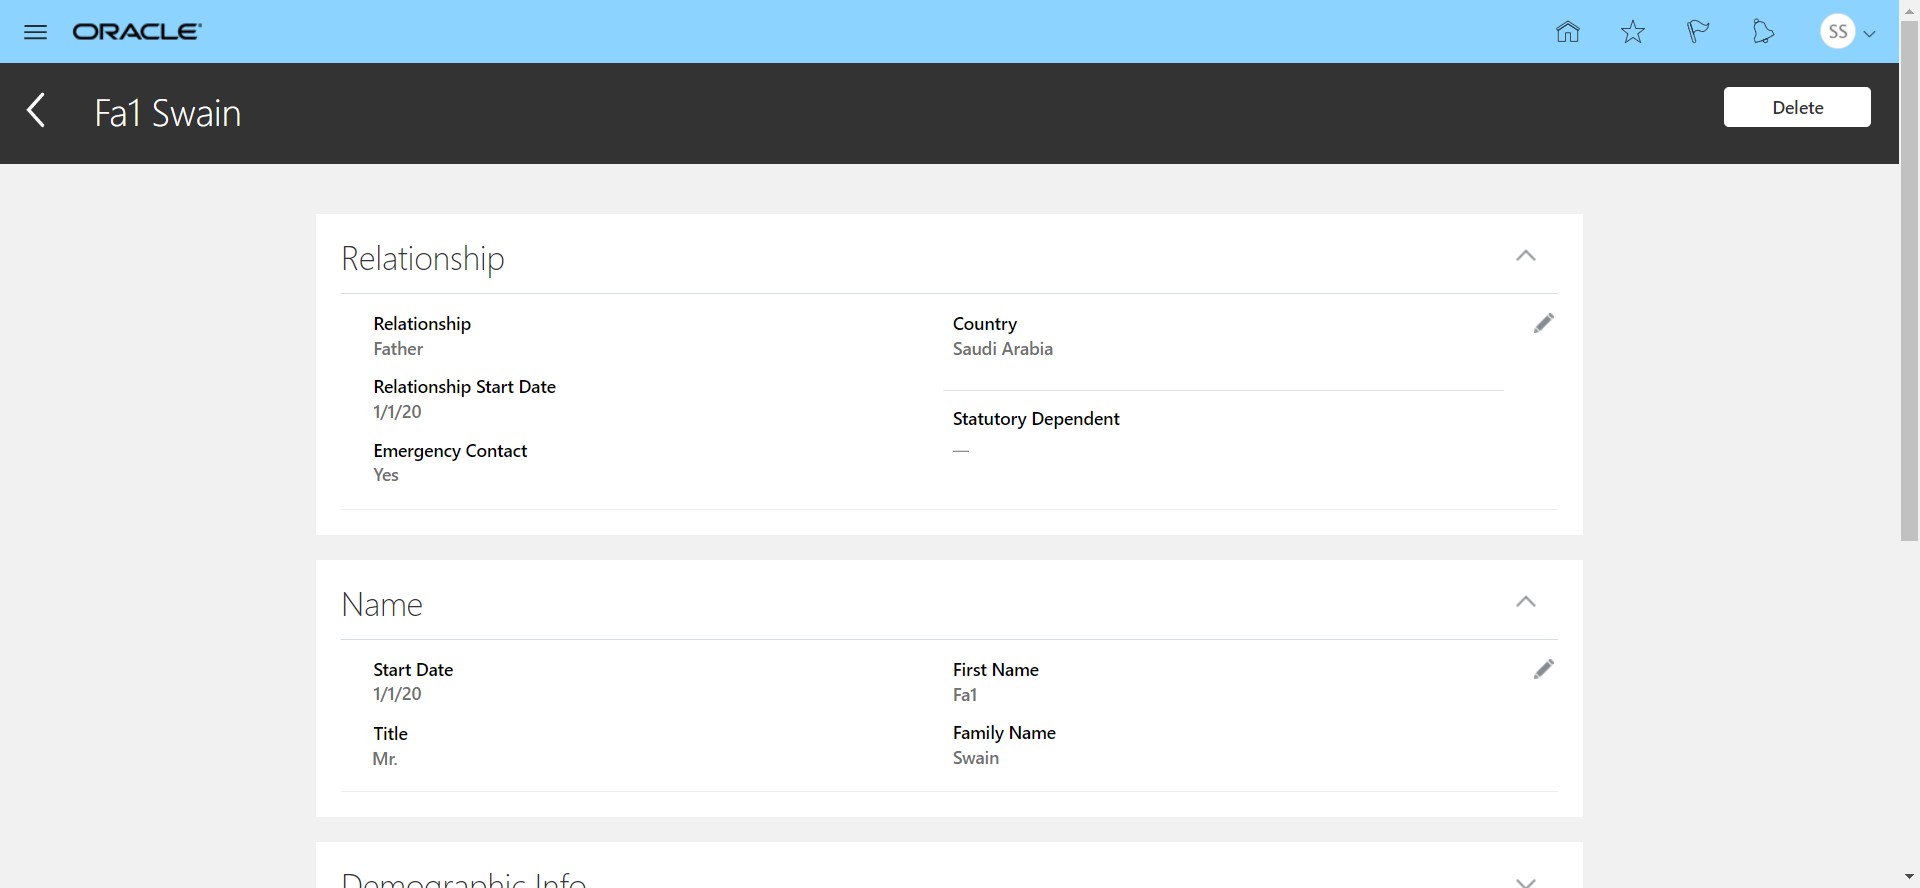 ORACLE
SS
Fa1 Swain
Delete
Relationship
Relationship
Father
Country
Saudi Arabia
Relationship Start Date
1/1/20
Statutory Dependent
—
Emergency Contact
Yes
Name
Start Date
1/1/20
First Name
Fa1
Title
Mr.
Family Name
Swain
Demographic Info